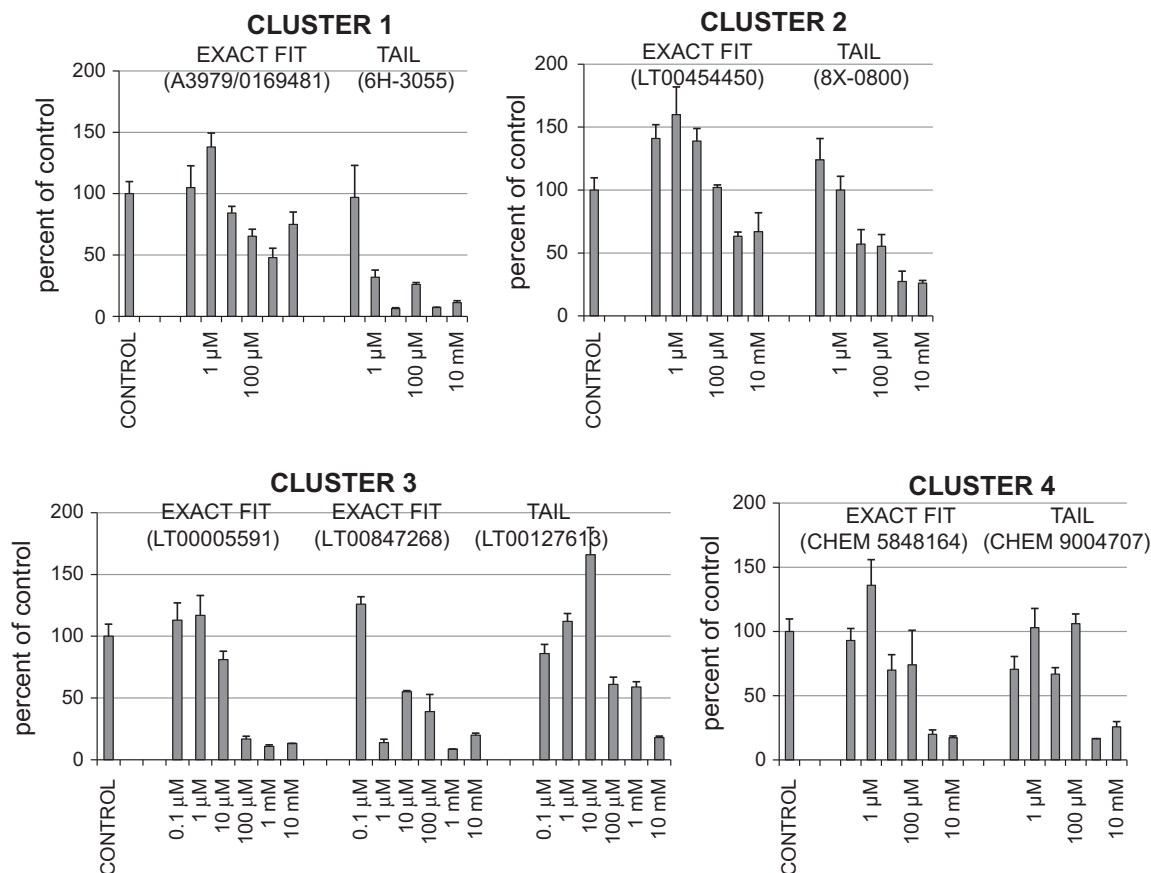 CLUSTER 1
EXACT FIT TAIL
(A3979/0169481) (6H-3055)
percent of control
200
150
100
50
0
CONTROL
1 µM
100 µM
1 µM
100 µM
10 mM
CLUSTER 2
EXACT FIT TAIL
(LT00454450) (8X-0800)
percent of control
200
150
100
50
0
CONTROL
1 µM
100 µM
10 mM
1 µM
100 µM
10 mM
CLUSTER 3
EXACT FIT EXACT FIT TAIL
(LT00005591) (LT00847268) (LT00127613)
percent of control
200
150
100
50
0
CONTROL
0.1 µM
1 µM
10 µM
100 µM
1 mM
10 mM
0.1 µM
1 µM
10 µM
100 µM
1 mM
10 mM
0.1 µM
1 µM
10 µM
100 µM
1 mM
10 mM
CLUSTER 4
EXACT FIT TAIL
(CHEM 5848164) (CHEM 9004707)
percent of control
200
150
100
50
0
CONTROL
1 µM
100 µM
10 mM
1 µM
100 µM
10 mM